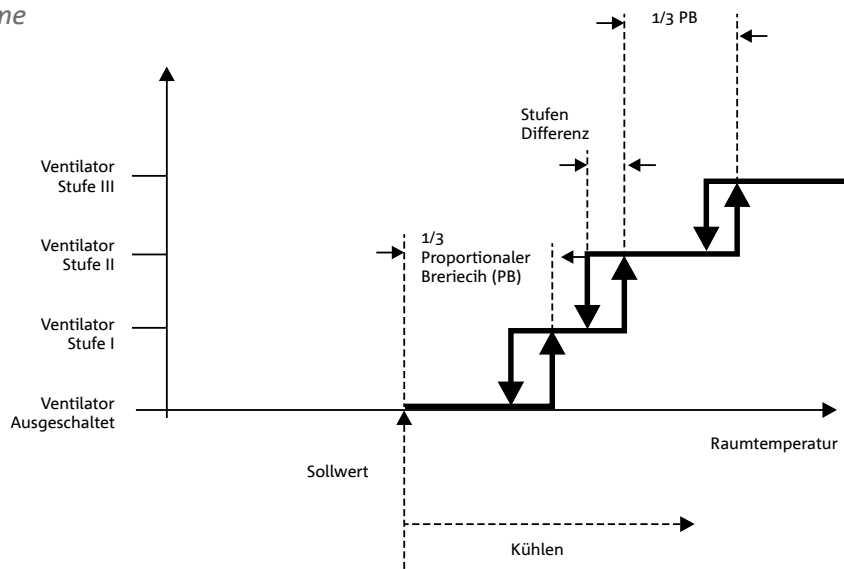 me
1/3 PB
Stufen
Differenz
Ventilator
Stufe III
1/3
Proportionaler
Breriecih (PB)
Ventilator
Stufe II
Ventilator
Stufe I
Ventilator
Ausgeschaltet
Raumtemperatur
Sollwert
Kühlen